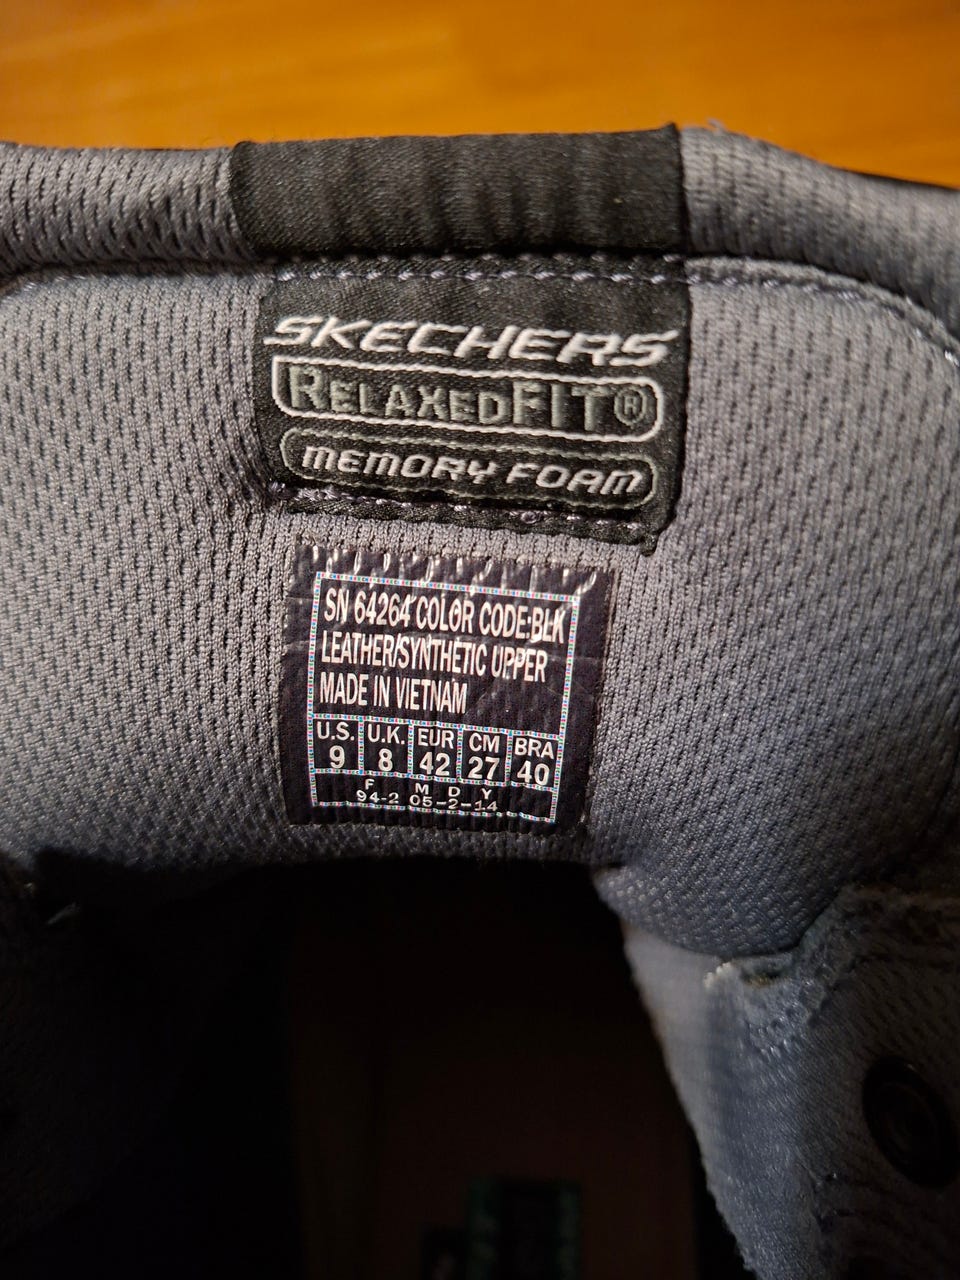 SKECHERS
RELAXEDFIT®
MEMORY FOAM
SN 64264 COLOR CODE:BLK
LEATHER/SYNTHETIC UPPER
MADE IN VIETNAM
U.S. U.K. EUR CM BRA
9 8 42 27 40
F M D Y
94-2 05-2-14